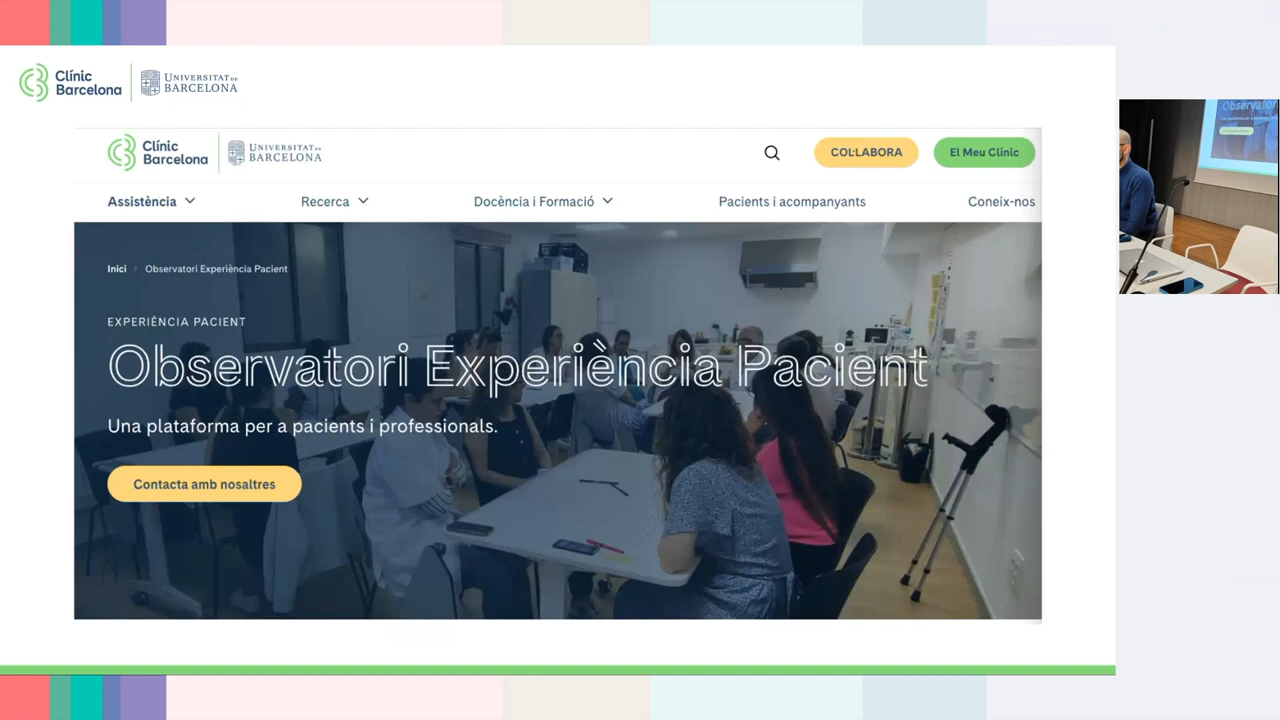 Clínic
Barcelona
UNIVERSITAT DE
BARCELONA
Clínic
Barcelona
UNIVERSITAT DE
BARCELONA
COL·LABORA
El Meu Clínic
Assistència
Recerca
Docència i Formació
Pacients i acompanyants
Coneix-nos
Inici > Observatori Experiència Pacient
EXPERIÈNCIA PACIENT
Observatori Experiència Pacient
Una plataforma per a pacients i professionals.
Contacta amb nosaltres
Observator